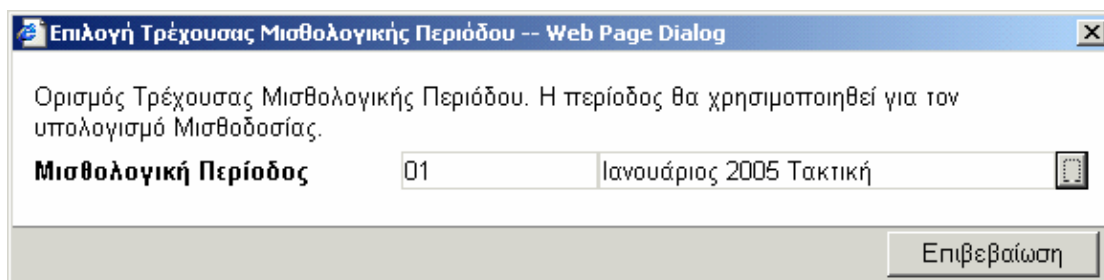 Επιλογή Τρέχουσας Μισθολογικής Περιόδου -- Web Page Dialog
Ορισμός Τρέχουσας Μισθολογικής Περιόδου. Η περίοδος θα χρησιμοποιηθεί για τον
υπολογισμό Μισθοδοσίας.
Μισθολογική Περίοδος 01 Ιανουάριος 2005 Τακτική
Επιβεβαίωση